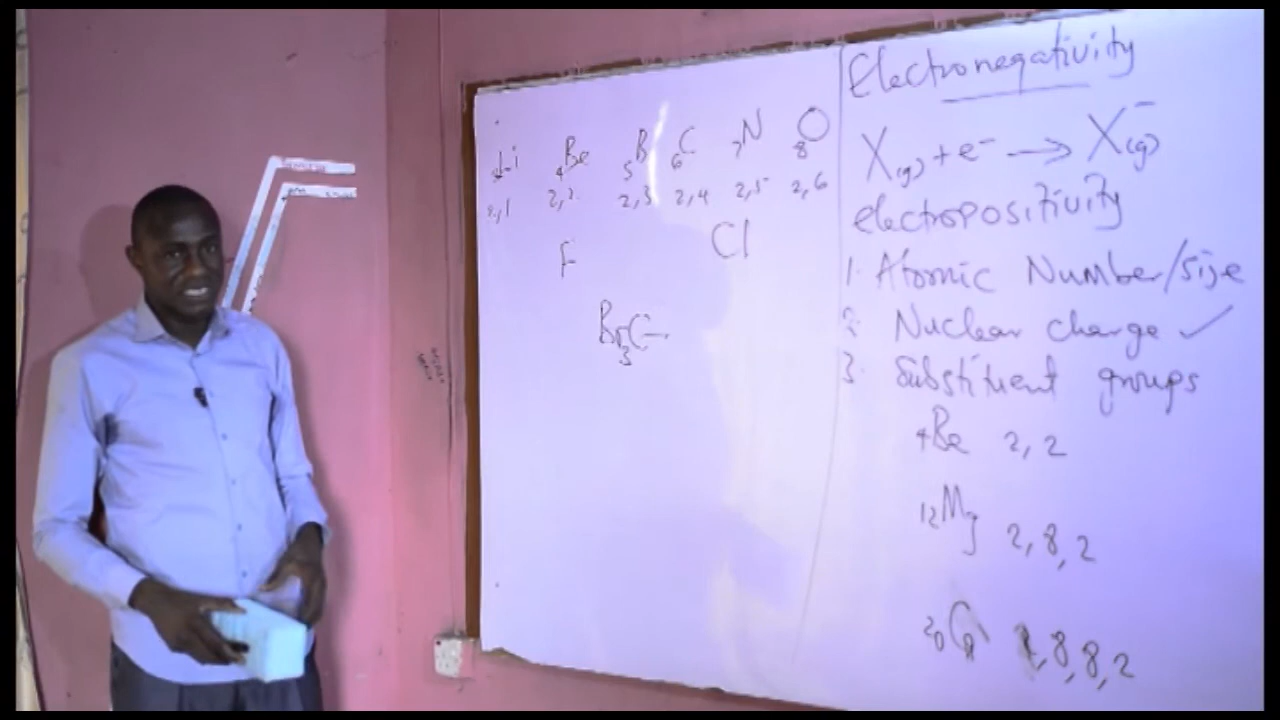 Li 4Be 5B 6C 7N 8O
2,1 2,2 2,3 2,4 2,5 2,6
F Cl
Br3C-
Electronegativity
X(g) + e- → X-(g)
electropositivity
1. Atomic Number/size
2. Nuclear charge ✓
3. Substituent groups
4Be 2,2
12Mg 2,8,2
20Ca 2,8,8,2